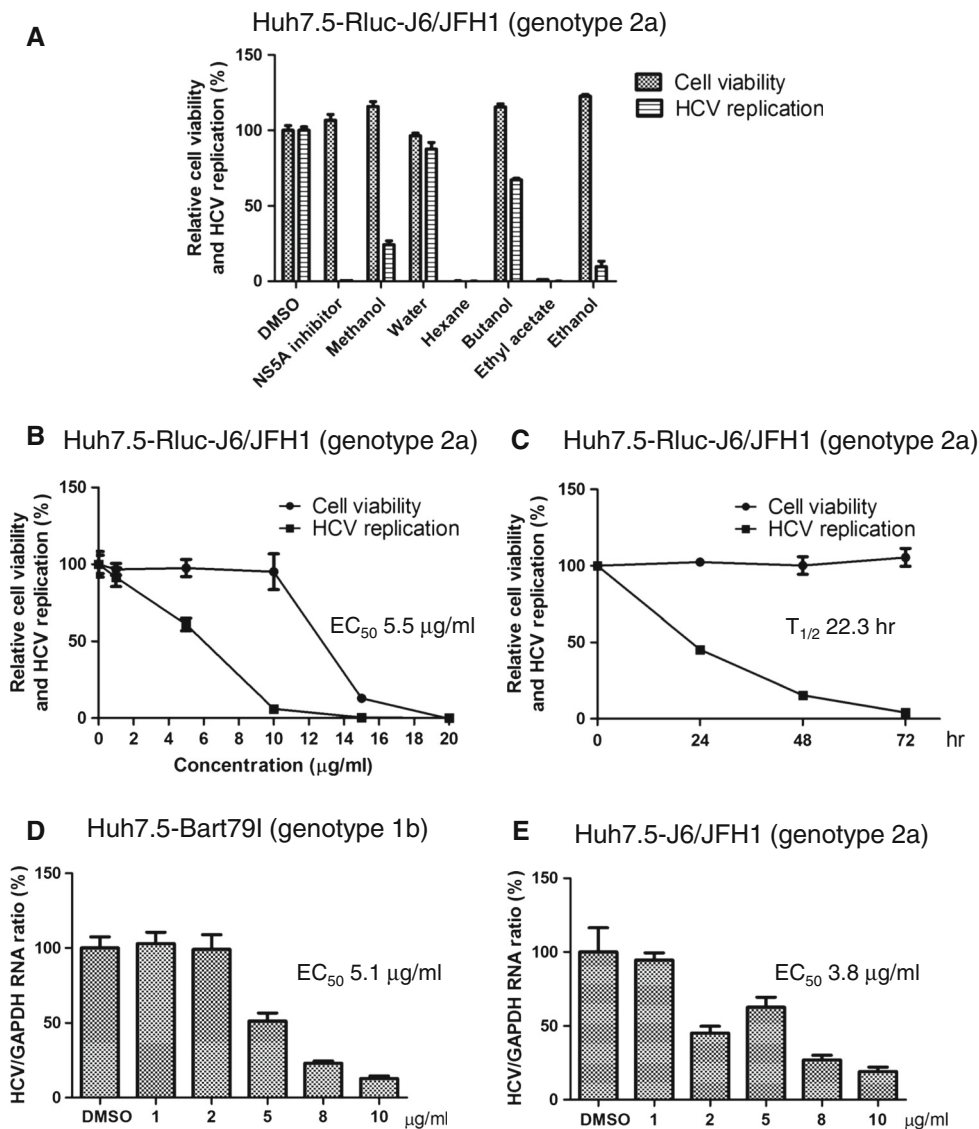 A
Huh7.5-Rluc-J6/JFH1 (genotype 2a)
Relative cell viability
and HCV replication (%)
150
100
50
0
Cell viability
HCV replication
DMSO
NS5A inhibitor
Methanol
Water
Hexane
Butanol
Ethyl acetate
Ethanol
B
Huh7.5-Rluc-J6/JFH1 (genotype 2a)
Relative cell viability
and HCV replication (%)
150
100
50
0
Cell viability
HCV replication
EC50 5.5 μg/ml
0 2 4 6 8 10 12 14 16 18 20
Concentration (μg/ml)
C
Huh7.5-Rluc-J6/JFH1 (genotype 2a)
Relative cell viability
and HCV replication (%)
150
100
50
0
Cell viability
HCV replication
T1/2 22.3 hr
0 24 48 72 hr
D
Huh7.5-Bart79I (genotype 1b)
HCV/GAPDH RNA ratio (%)
150
100
50
0
EC50 5.1 μg/ml
DMSO 1 2 5 8 10 μg/ml
E
Huh7.5-J6/JFH1 (genotype 2a)
HCV/GAPDH RNA ratio (%)
150
100
50
0
EC50 3.8 μg/ml
DMSO 1 2 5 8 10 μg/ml